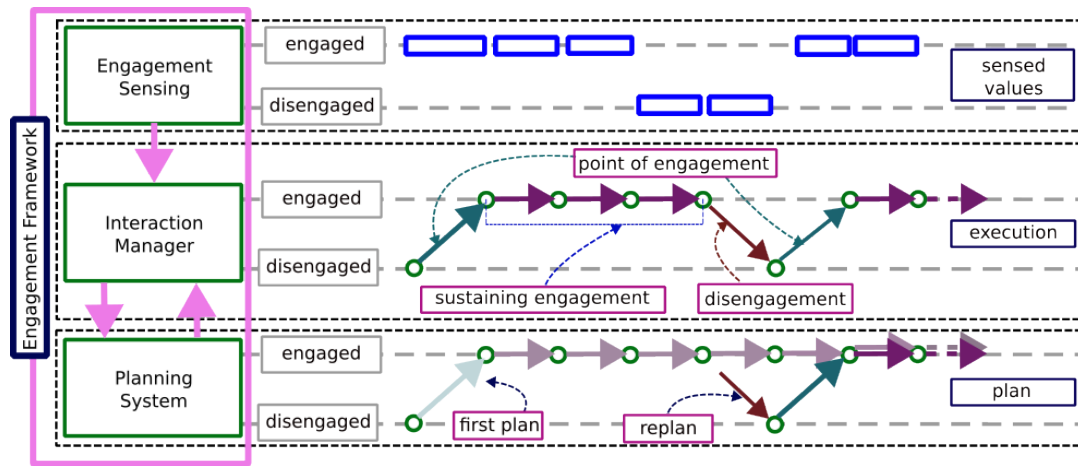 Engagement Framework
Engagement
Sensing
engaged
disengaged
sensed
values
Interaction
Manager
engaged
disengaged
point of engagement
sustaining engagement
disengagement
execution
Planning
System
engaged
disengaged
first plan
replan
plan